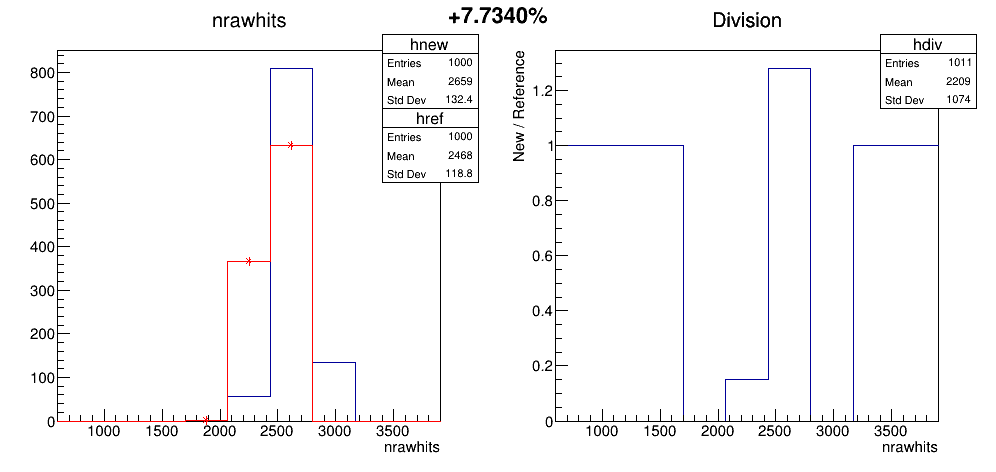 +7.7340%
nrawhits
hnew
Entries 1000
Mean 2659
Std Dev 132.4
href
Entries 1000
Mean 2468
Std Dev 118.8
800
700
600
500
400
300
200
100
0
1000 1500 2000 2500 3000 3500
nrawhits
Division
hdiv
Entries 1011
Mean 2209
Std Dev 1074
New / Reference
1.2
1
0.8
0.6
0.4
0.2
0
1000 1500 2000 2500 3000 3500
nrawhits